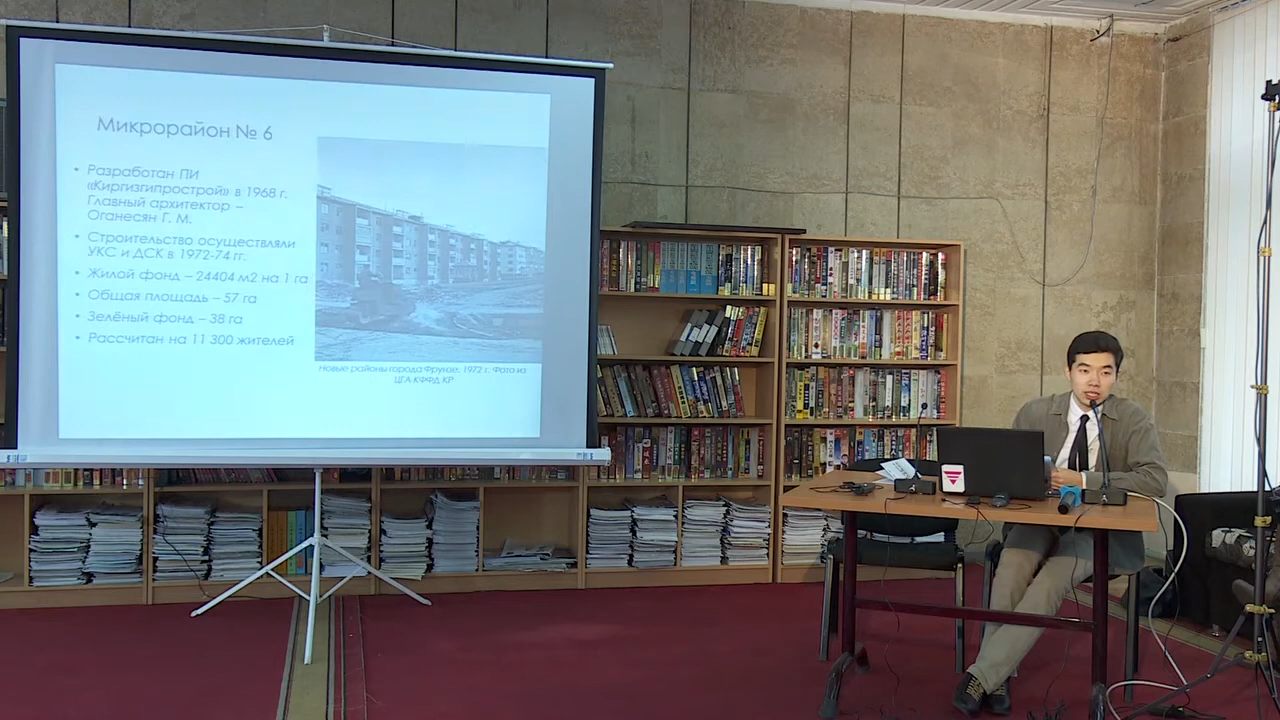 Микрорайон № 6
• Разработан ПИ
«Киргизгипрострой» в 1968 г.
Главный архитектор –
Оганесян Г. М.
• Строительство осуществляли
УКС и ДСК в 1972-74 гг.
• Жилой фонд – 24404 м2 на 1 га
• Общая площадь – 57 га
• Зелёный фонд – 38 га
• Рассчитан на 11 300 жителей
Новые районы города Фрунзе. 1972 г. Фото из
ЦГА КФФД КР